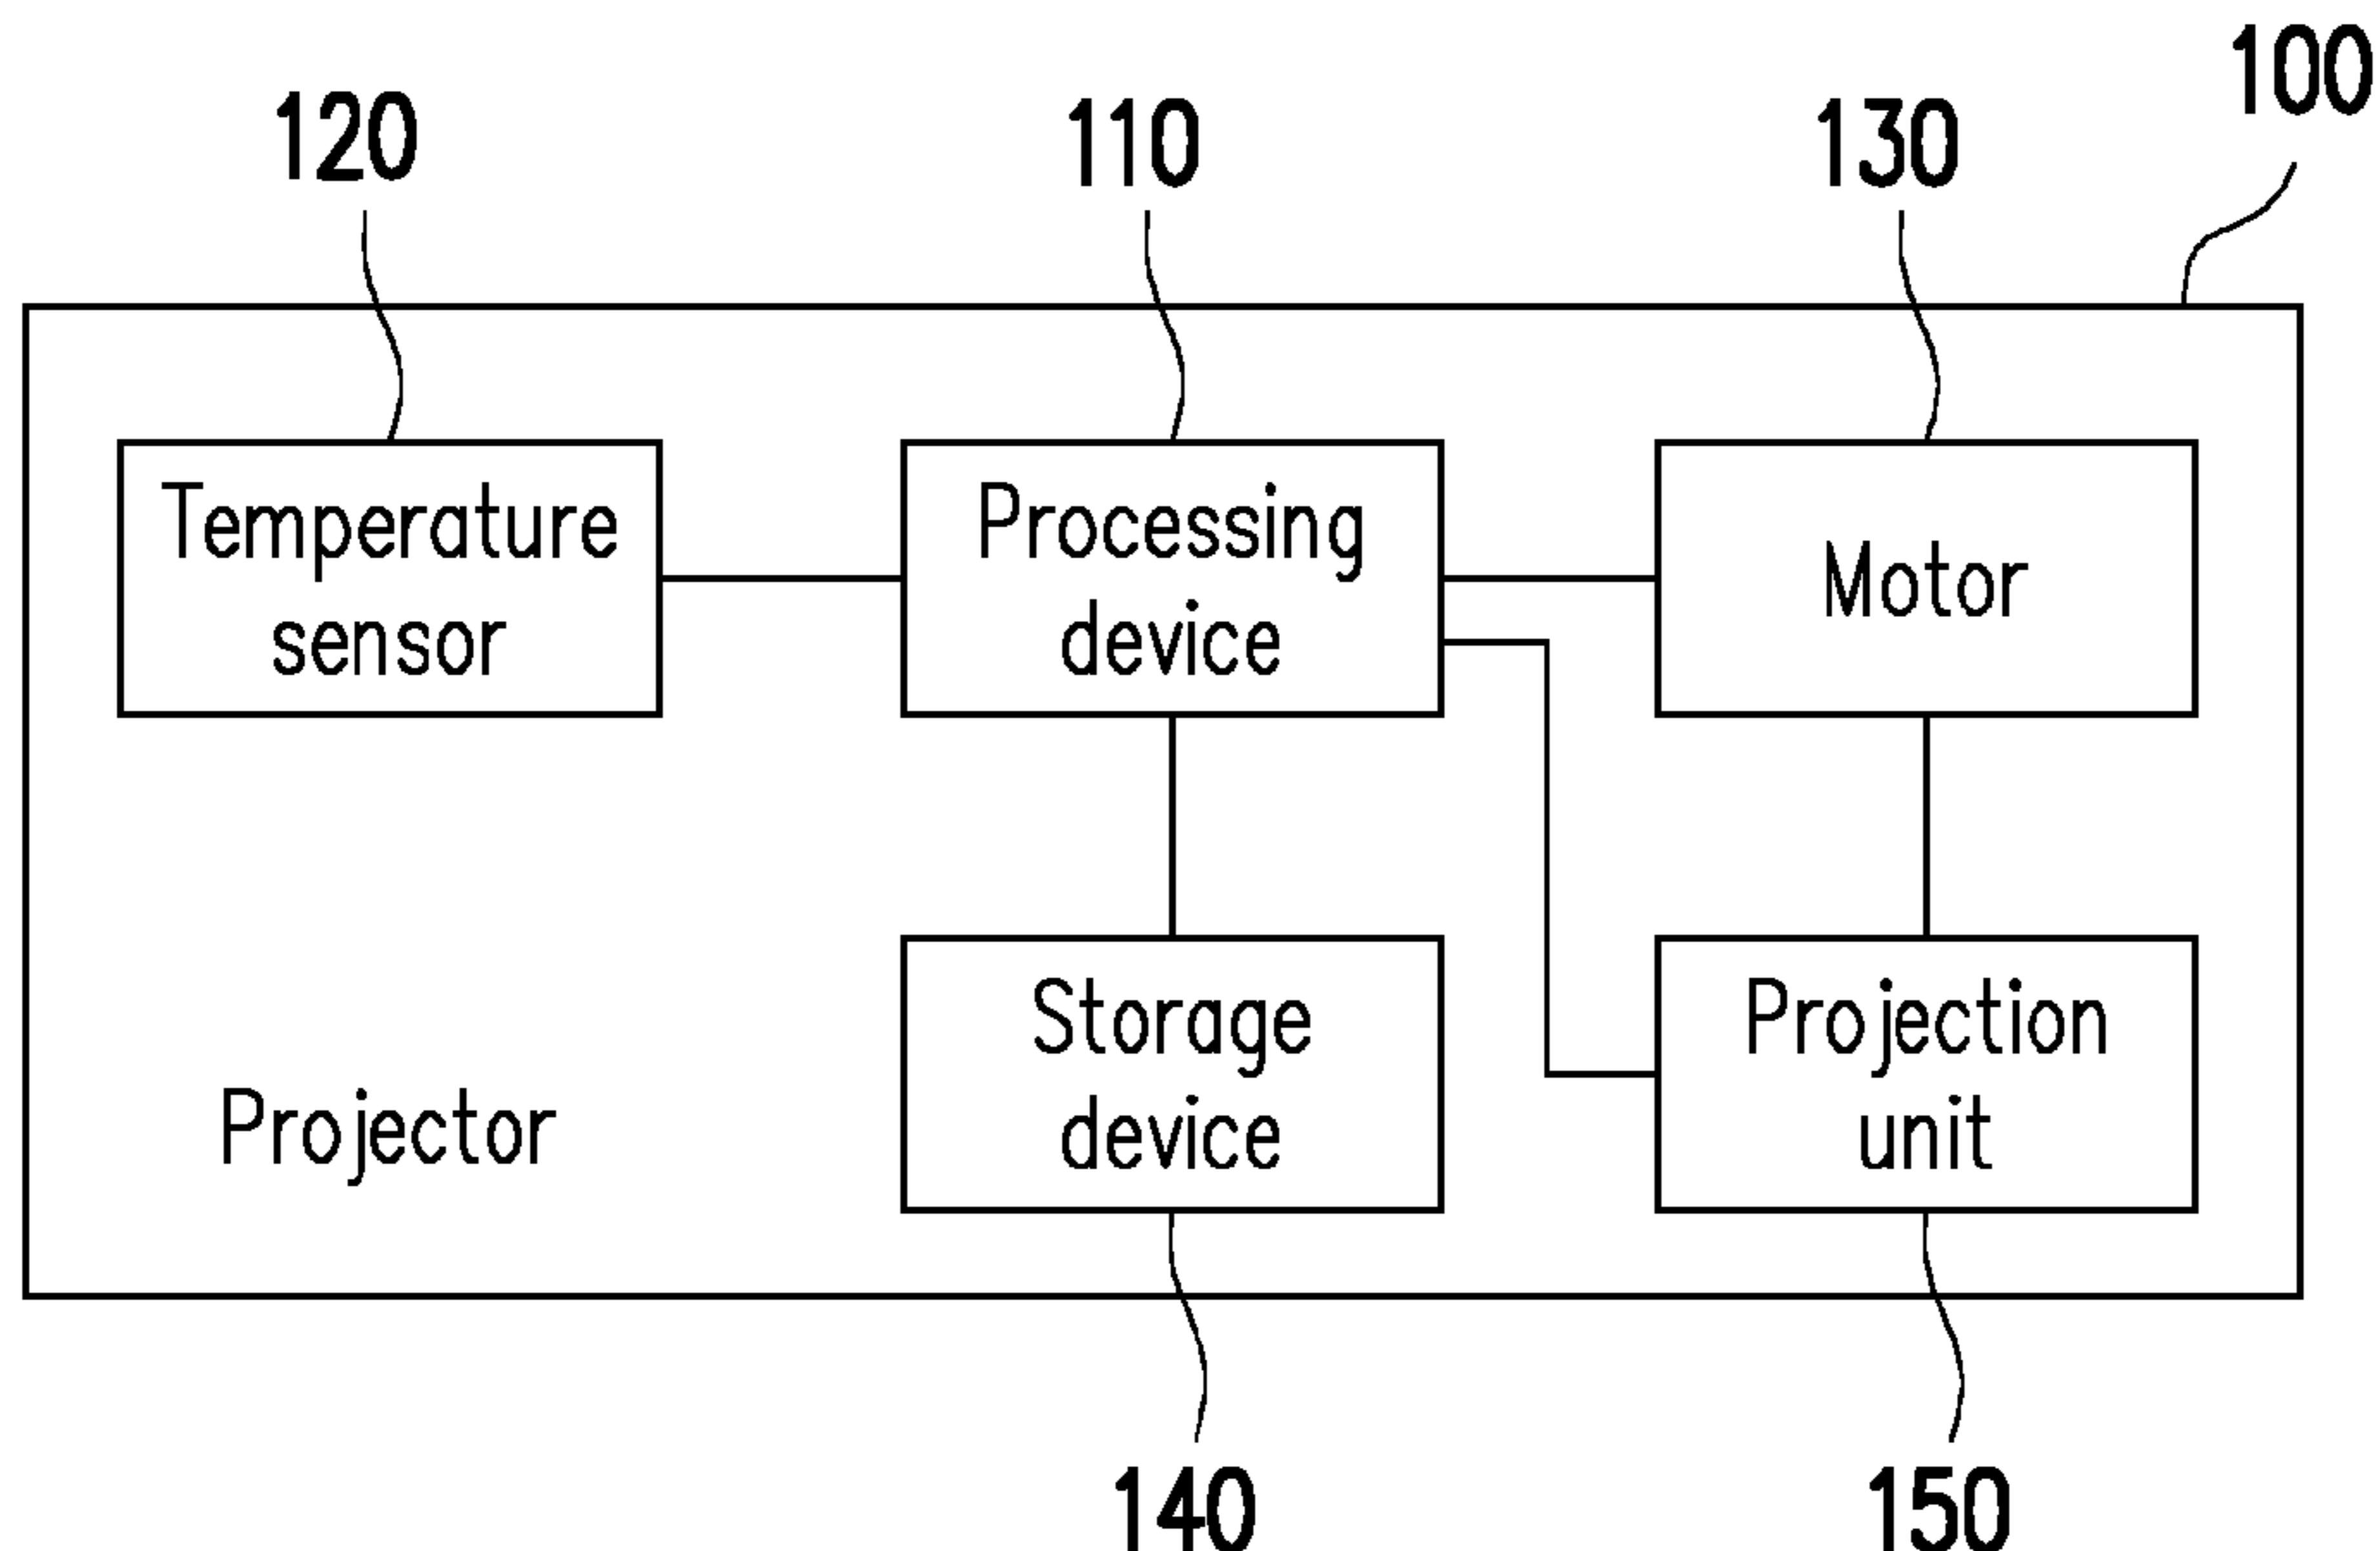 100
120
110
130
Temperature
sensor
Processing
device
Motor
Storage
device
Projection
unit
Projector
140
150